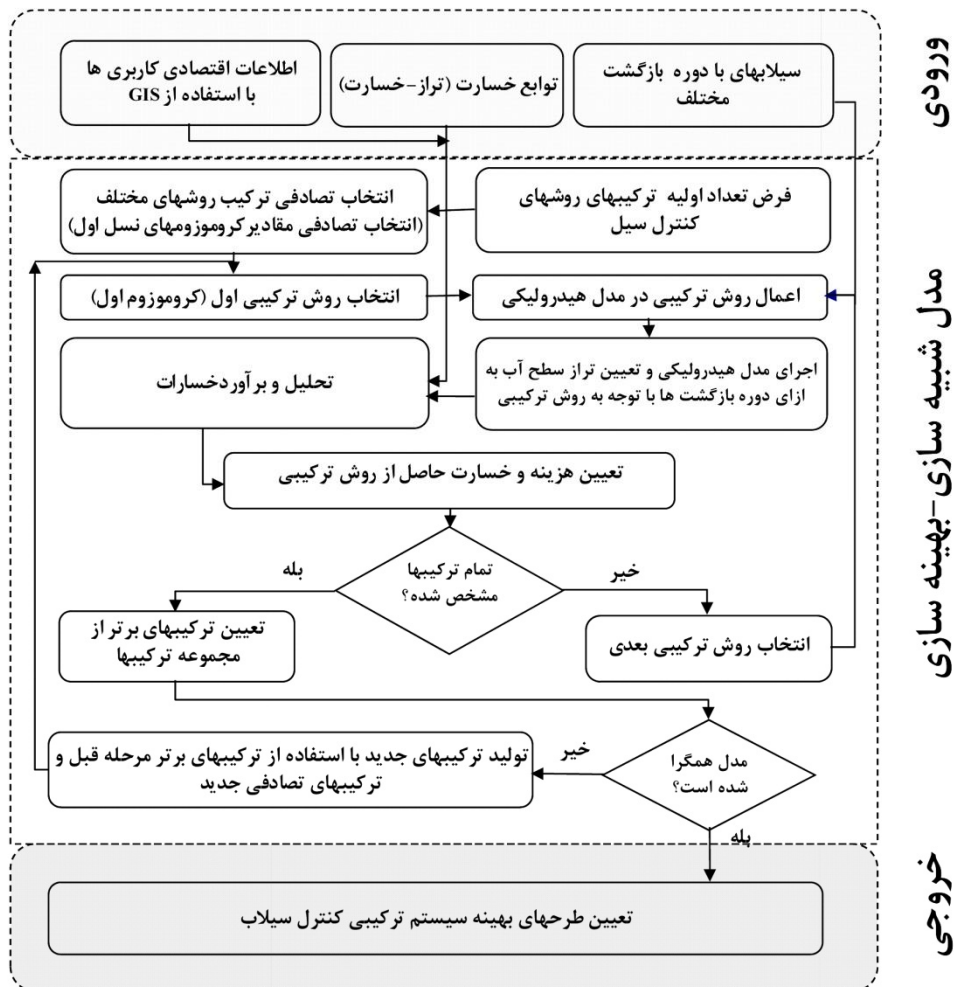 ورودی
سیلابهای با دوره بازگشت
مختلف
توابع خسارت (تراز-خسارت)
اطلاعات اقتصادی کاربری ها
با استفاده از GIS
مدل شبیه سازی-بهینه سازی
فرض تعداد اولیه ترکیبهای روشهای
کنترل سیل
انتخاب تصادفی ترکیب روشهای مختلف
(انتخاب تصادفی مقادیرکروموزومهای نسل اول)
انتخاب روش ترکیبی اول (کروموزوم اول)
اعمال روش ترکیبی در مدل هیدرولیکی
اجرای مدل هیدرولیکی و تعیین تراز سطح آب به
ازای دوره بازگشت ها با توجه به روش ترکیبی
تحلیل و برآوردخسارات
تعیین هزینه و خسارت حاصل از روش ترکیبی
تمام ترکیبها
مشخص شده؟
خیر
بله
انتخاب روش ترکیبی بعدی
تعیین ترکیبهای برتر از
مجموعه ترکیبها
مدل همگرا
شده است؟
خیر
تولید ترکیبهای جدید با استفاده از ترکیبهای برتر مرحله قبل و
ترکیبهای تصادفی جدید
بله
خروجی
تعیین طرحهای بهینه سیستم ترکیبی کنترل سیلاب